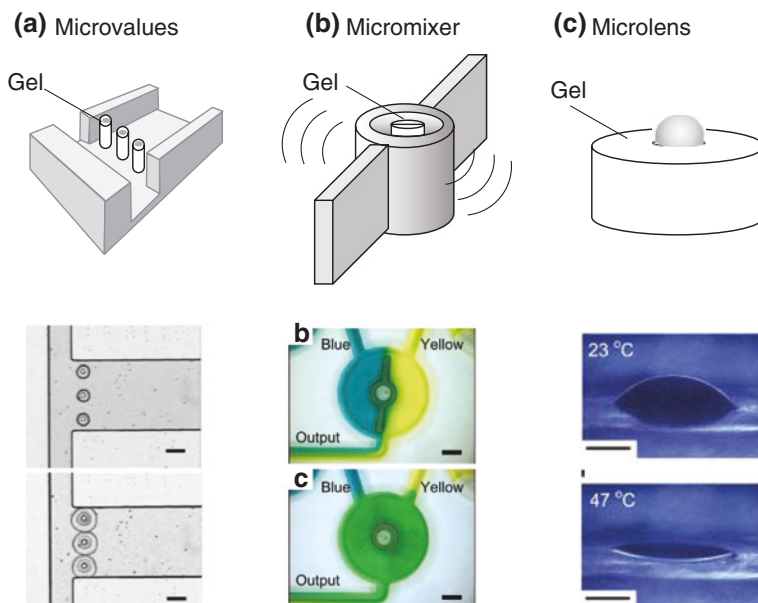 (a) Microvalues
(b) Micromixer
(c) Microlens
Gel
Gel
Gel
b
Blue
Yellow
Output
c
Blue
Yellow
Output
23 °C
47 °C